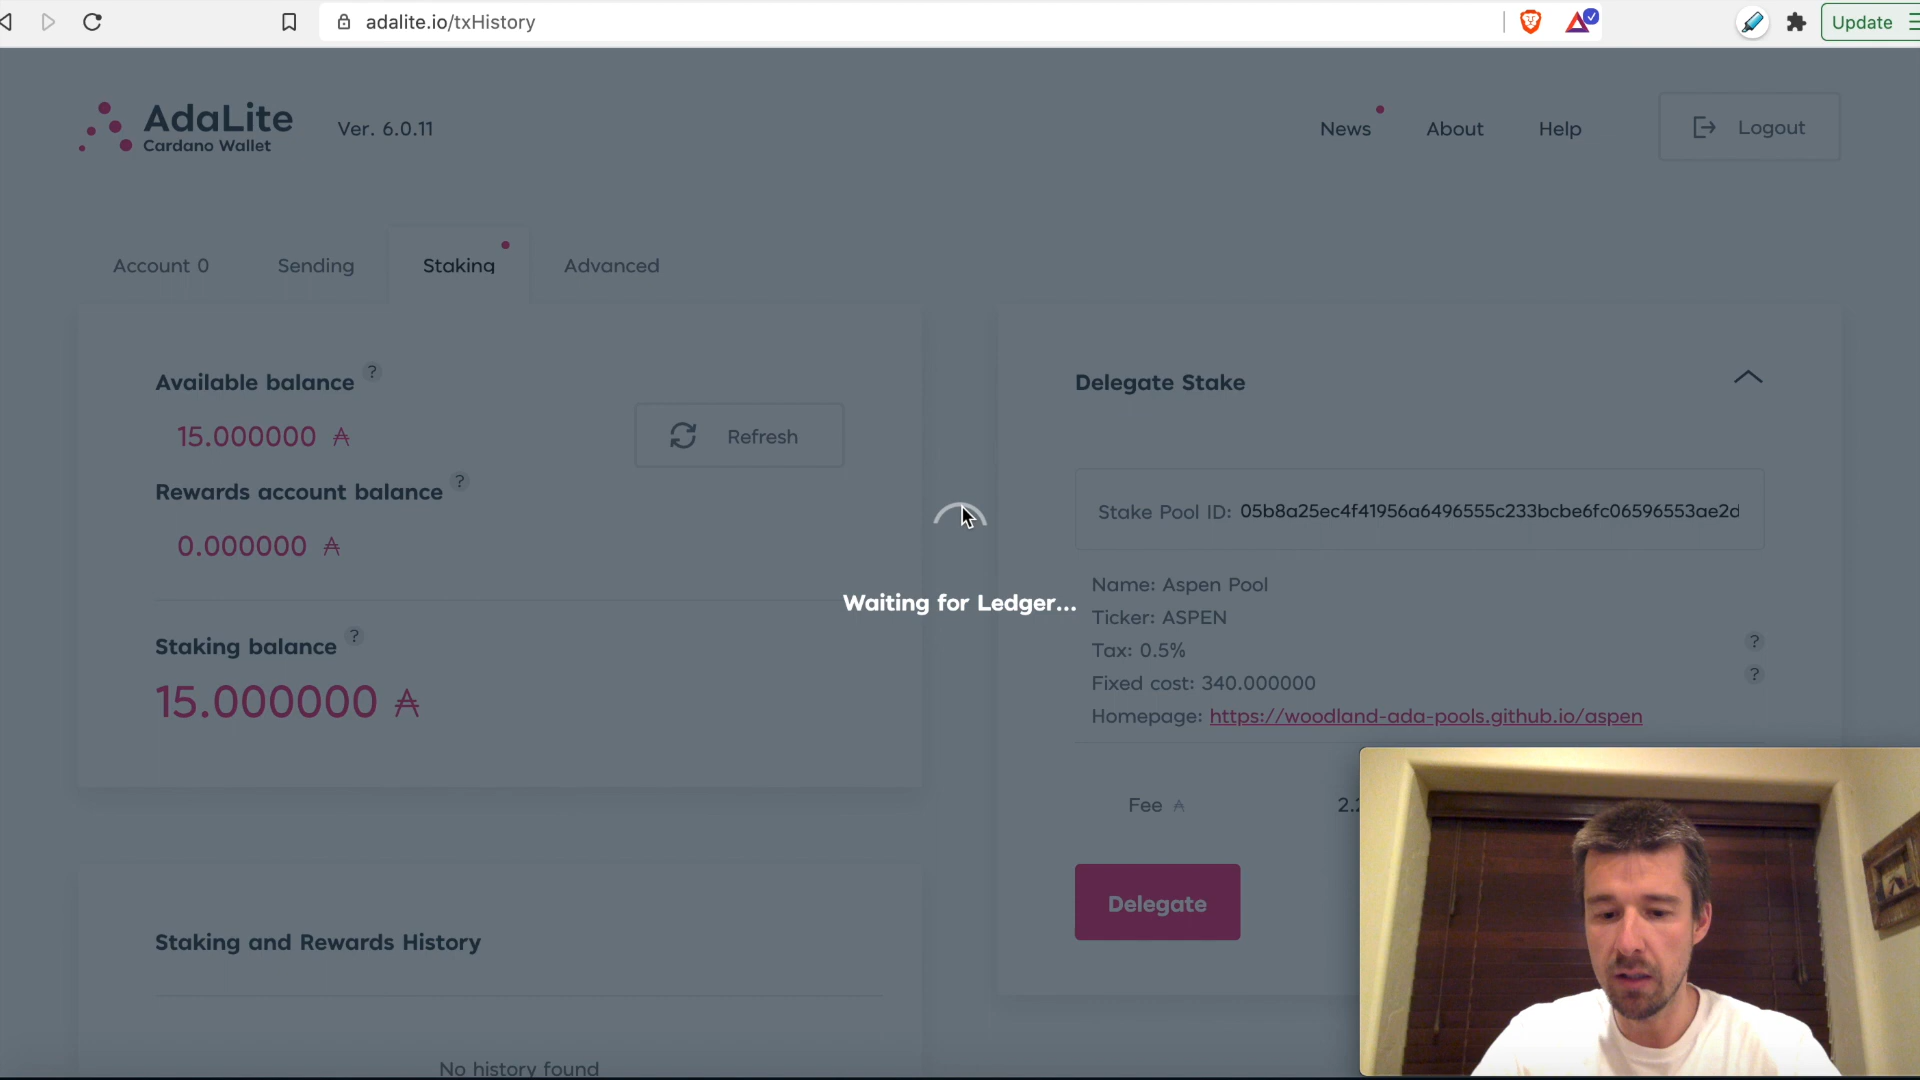 adalite.io/txHistory
Update
AdaLite
Cardano Wallet
Ver. 6.0.11
News
About
Help
Logout
Account 0
Sending
Staking
Advanced
Available balance ?
15.000000 ₳
Refresh
Rewards account balance ?
0.000000 ₳
Staking balance ?
15.000000 ₳
Staking and Rewards History
No history found
Waiting for Ledger...
Delegate Stake
Stake Pool ID: 05b8a25ec4f41956a6496555c233bcbe6fc06596553ae2d
Name: Aspen Pool
Ticker: ASPEN
Tax: 0.5%
?
Fixed cost: 340.000000
?
Homepage: https://woodland-ada-pools.github.io/aspen
Fee ₳
Delegate